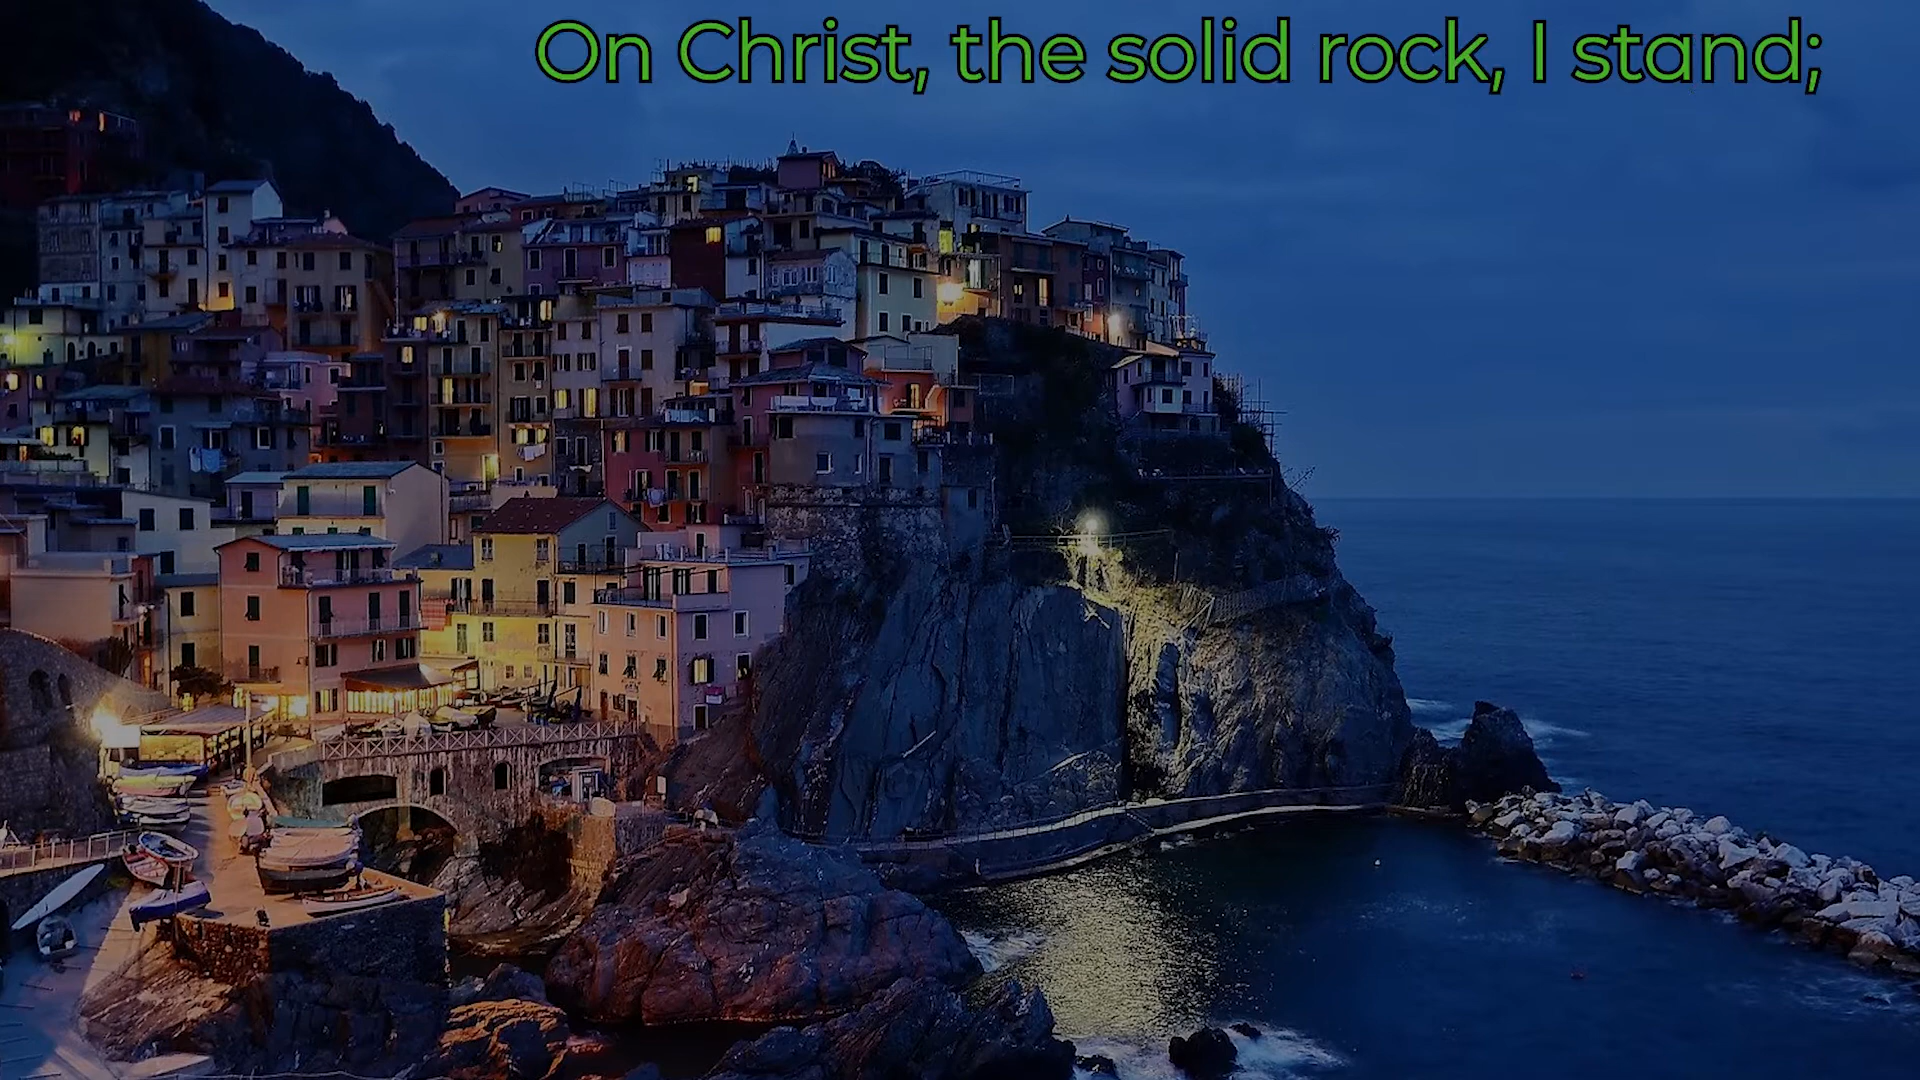 On Christ, the solid rock, I stand;